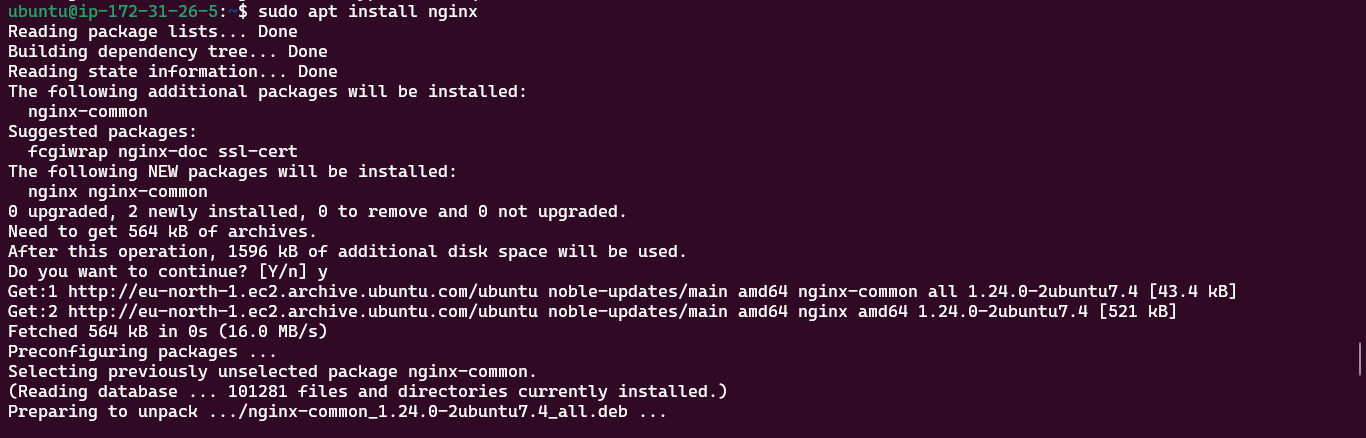 ubuntu@ip-172-31-26-5:~$ sudo apt install nginx
Reading package lists... Done
Building dependency tree... Done
Reading state information... Done
The following additional packages will be installed:
  nginx-common
Suggested packages:
  fcgiwrap nginx-doc ssl-cert
The following NEW packages will be installed:
  nginx nginx-common
0 upgraded, 2 newly installed, 0 to remove and 0 not upgraded.
Need to get 564 kB of archives.
After this operation, 1596 kB of additional disk space will be used.
Do you want to continue? [Y/n] y
Get:1 http://eu-north-1.ec2.archive.ubuntu.com/ubuntu noble-updates/main amd64 nginx-common all 1.24.0-2ubuntu7.4 [43.4 kB]
Get:2 http://eu-north-1.ec2.archive.ubuntu.com/ubuntu noble-updates/main amd64 nginx amd64 1.24.0-2ubuntu7.4 [521 kB]
Fetched 564 kB in 0s (16.0 MB/s)
Preconfiguring packages ...
Selecting previously unselected package nginx-common.
(Reading database ... 101281 files and directories currently installed.)
Preparing to unpack .../nginx-common_1.24.0-2ubuntu7.4_all.deb ...